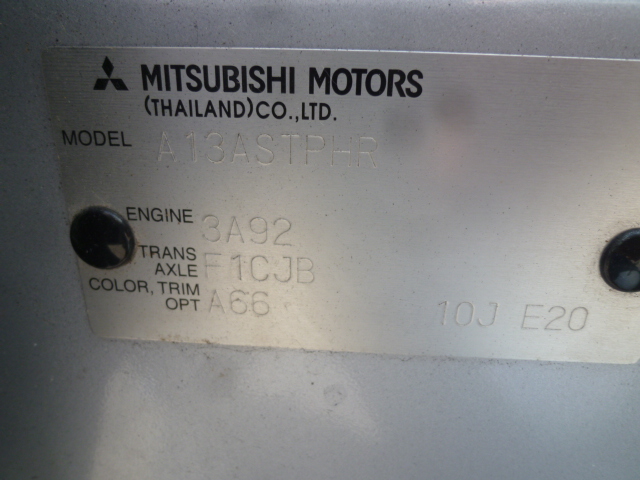 MITSUBISHI MOTORS
(THAILAND)CO.,LTD.
MODEL A13ASTPHR
ENGINE 3A92
TRANS
AXLE F1CJB
COLOR, TRIM
OPT A66 10J E20